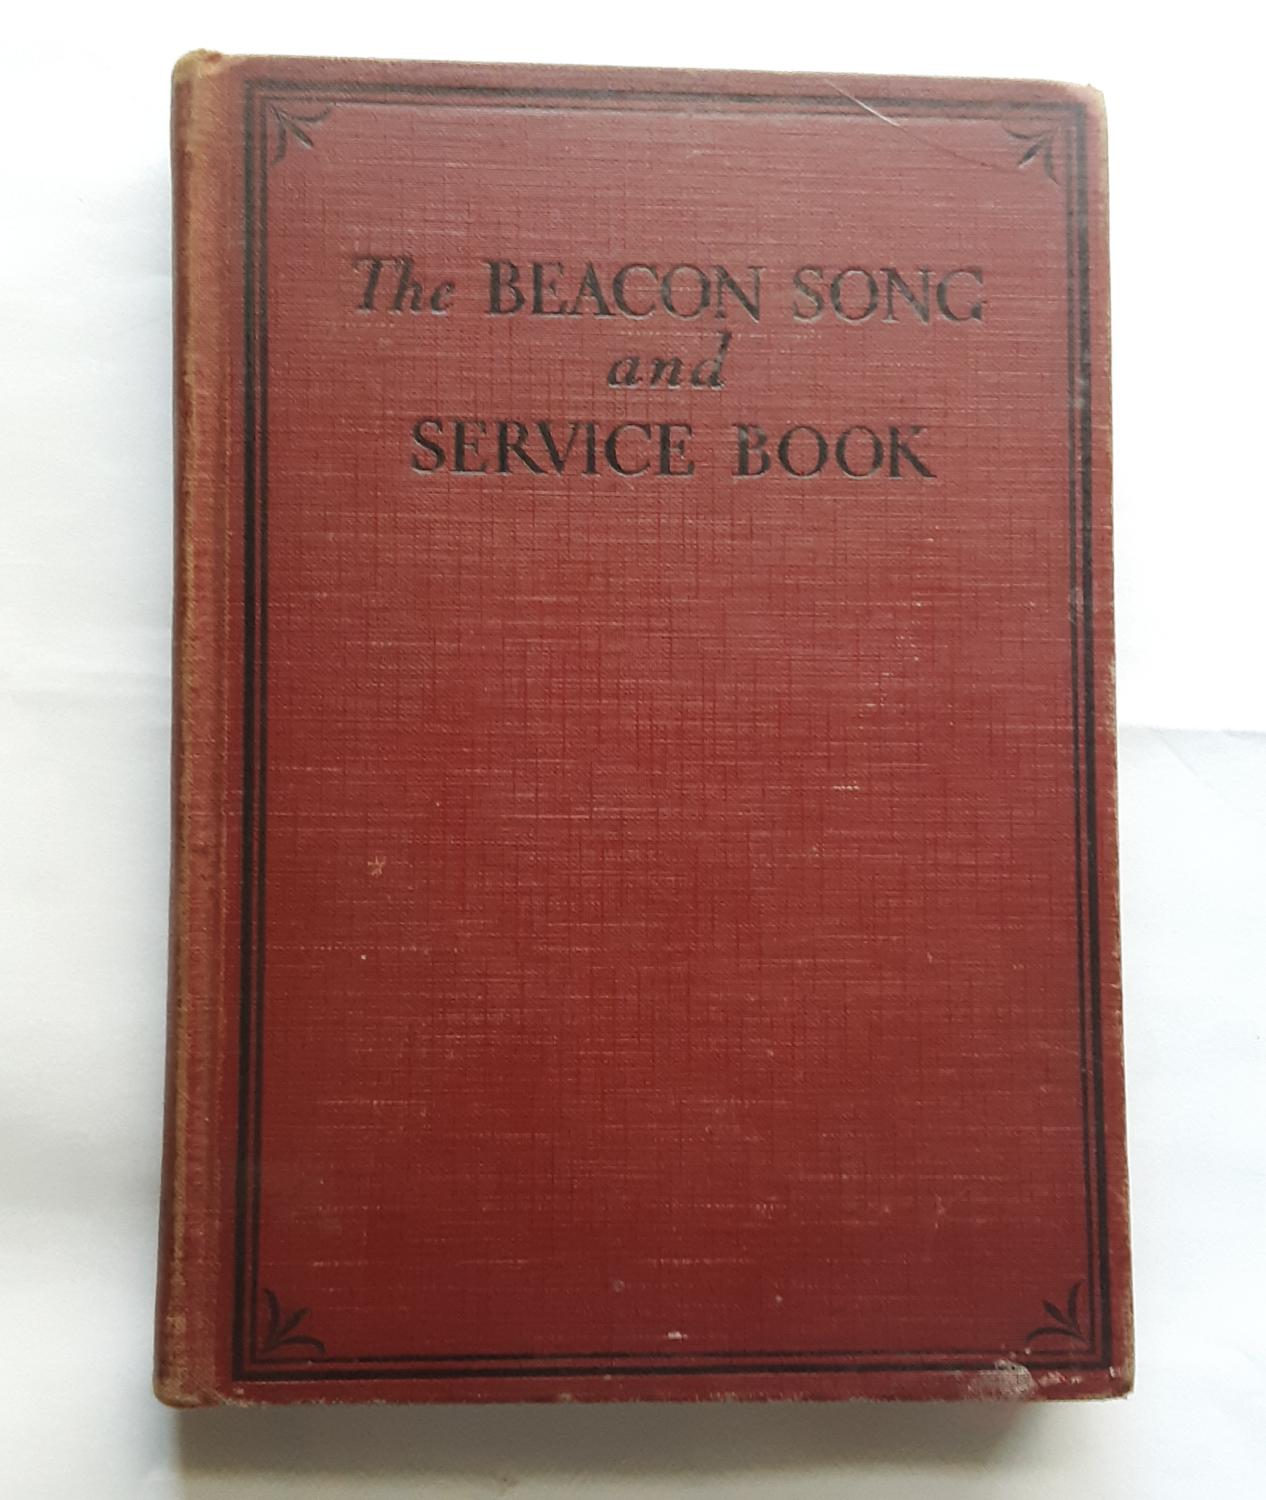 The BEACON SONG
and
SERVICE BOOK